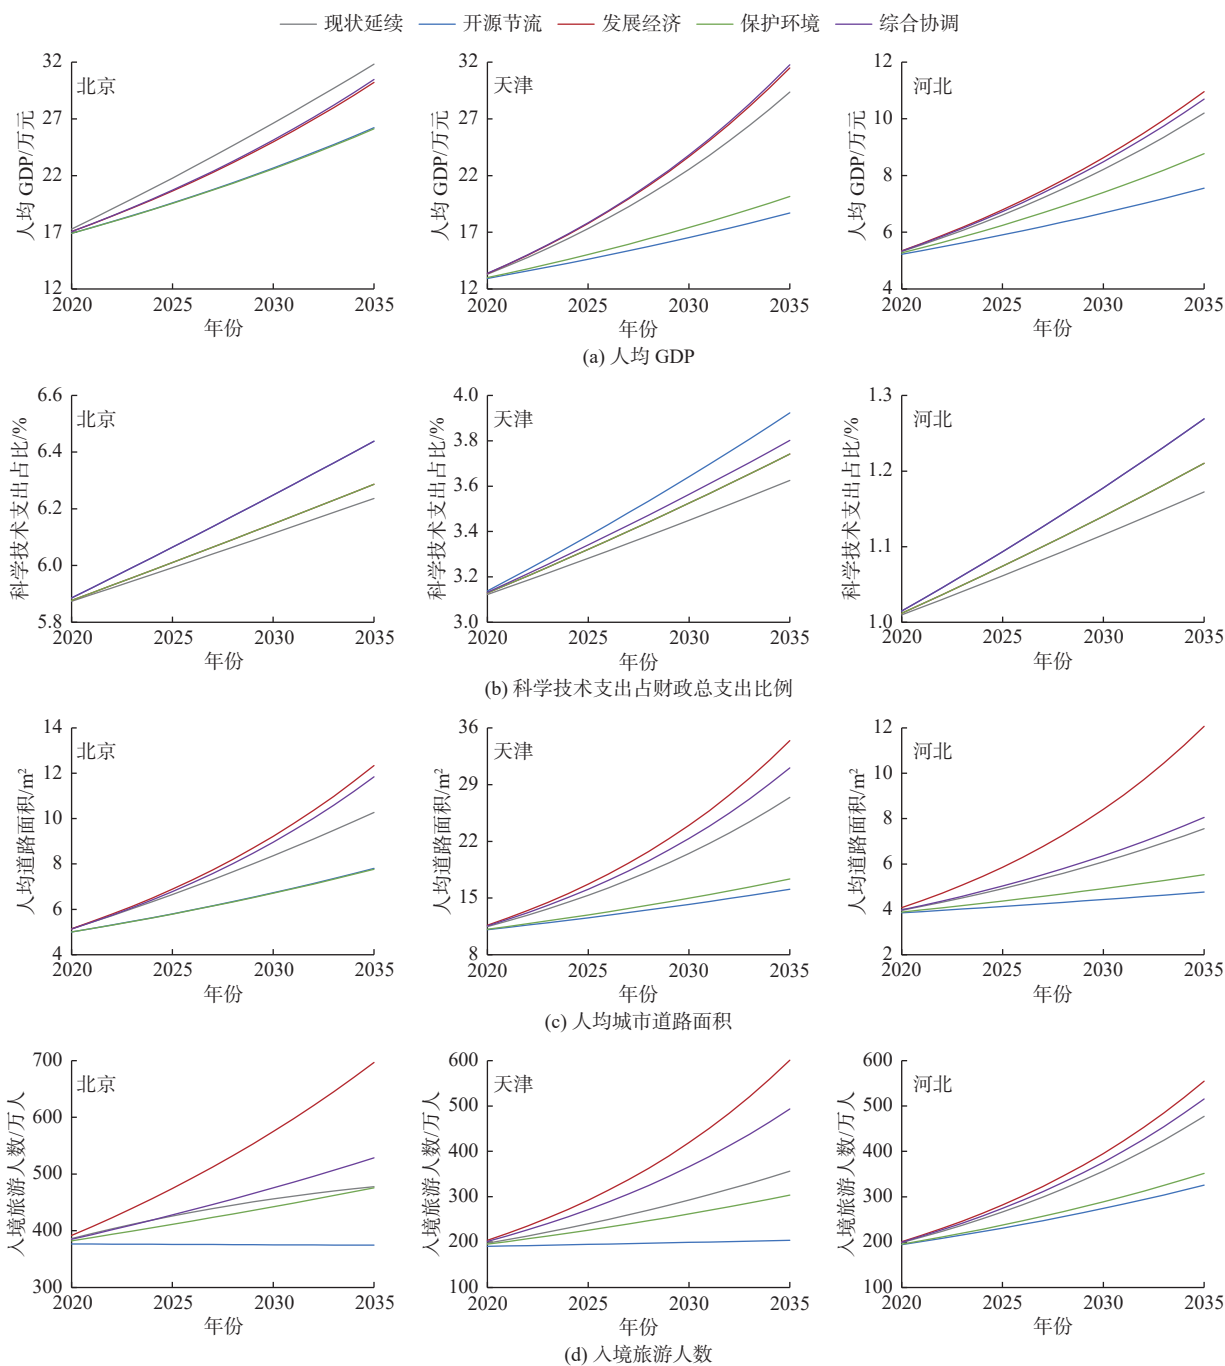 现状延续 开源节流 发展经济 保护环境 综合协调
北京
人均 GDP/万元
32
27
22
17
12
2020 2025 2030 2035
年份
天津
人均 GDP/万元
32
27
22
17
12
2020 2025 2030 2035
年份
河北
人均 GDP/万元
12
10
8
6
4
2020 2025 2030 2035
年份
(a) 人均 GDP
北京
科学技术支出占比/%
6.6
6.4
6.2
6.0
5.8
2020 2025 2030 2035
年份
天津
科学技术支出占比/%
4.0
3.8
3.6
3.4
3.2
3.0
2020 2025 2030 2035
年份
河北
科学技术支出占比/%
1.3
1.2
1.1
1.0
2020 2025 2030 2035
年份
(b) 科学技术支出占财政总支出比例
北京
人均道路面积/m²
14
12
10
8
6
4
2020 2025 2030 2035
年份
天津
人均道路面积/m²
36
29
22
15
8
2020 2025 2030 2035
年份
河北
人均道路面积/m²
12
10
8
6
4
2
2020 2025 2030 2035
年份
(c) 人均城市道路面积
北京
入境旅游人数/万人
700
600
500
400
300
2020 2025 2030 2035
年份
天津
入境旅游人数/万人
600
500
400
300
200
100
2020 2025 2030 2035
年份
河北
入境旅游人数/万人
600
500
400
300
200
100
2020 2025 2030 2035
年份
(d) 入境旅游人数